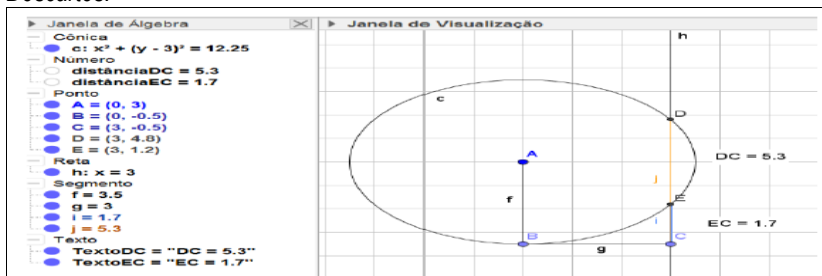 Janela de Álgebra
Cônica
c: x² + (y - 3)² = 12.25
Número
distânciaDC = 5.3
distânciaEC = 1.7
Ponto
A = (0, 3)
B = (0, -0.5)
C = (3, -0.5)
D = (3, 4.8)
E = (3, 1.2)
Reta
h: x = 3
Segmento
f = 3.5
g = 3
i = 1.7
j = 5.3
Texto
TextoDC = "DC = 5.3"
TextoEC = "EC = 1.7"
Janela de Visualização
h
c
D
A
DC = 5.3
j
f
E
i
EC = 1.7
B
C
g